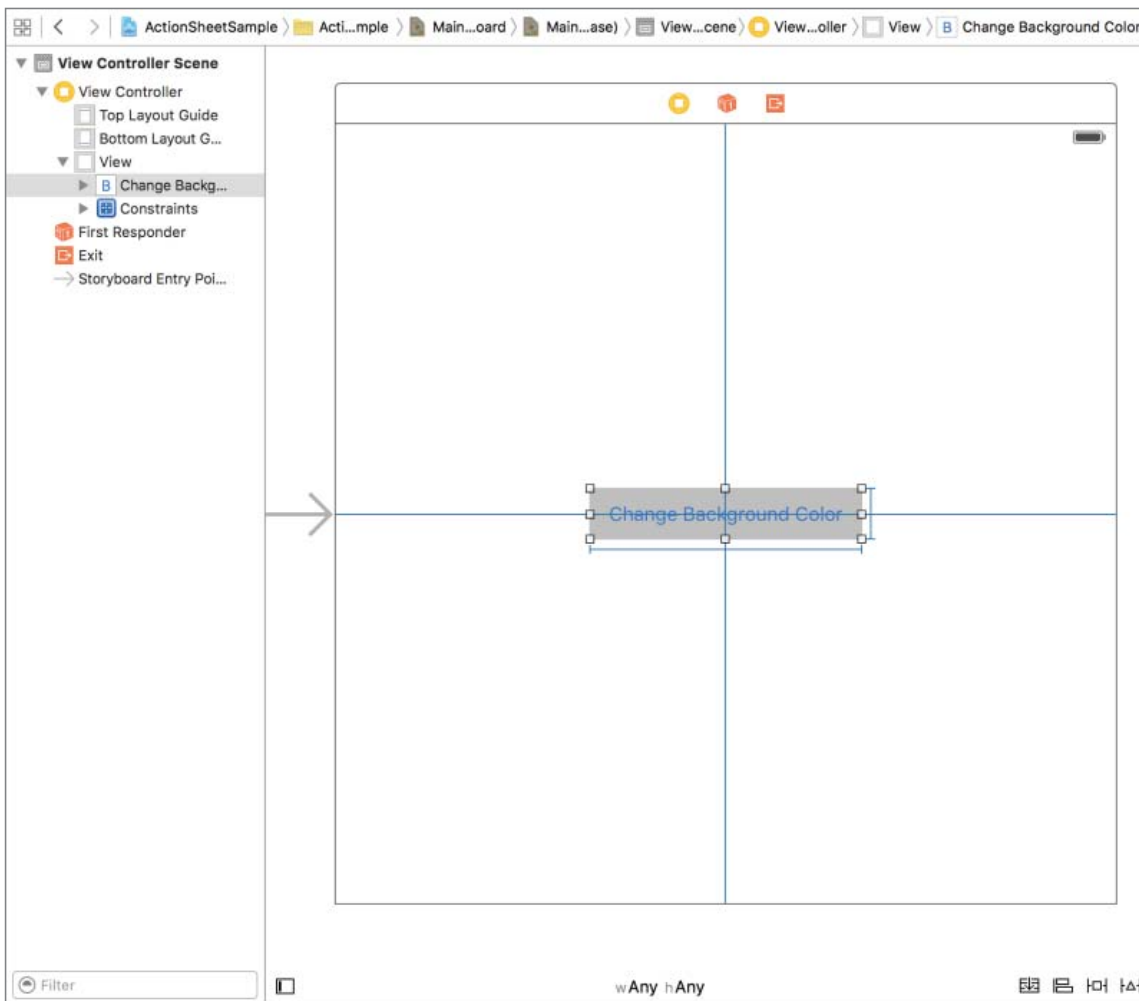 ActionSheetSample Acti...mple Main...oard Main...ase) View...cene View...oller View B Change Background Color
View Controller Scene
View Controller
Top Layout Guide
Bottom Layout G...
View
B Change Backg...
Constraints
First Responder
Exit
Storyboard Entry Poi...
Change Background Color
Filter
wAny hAny